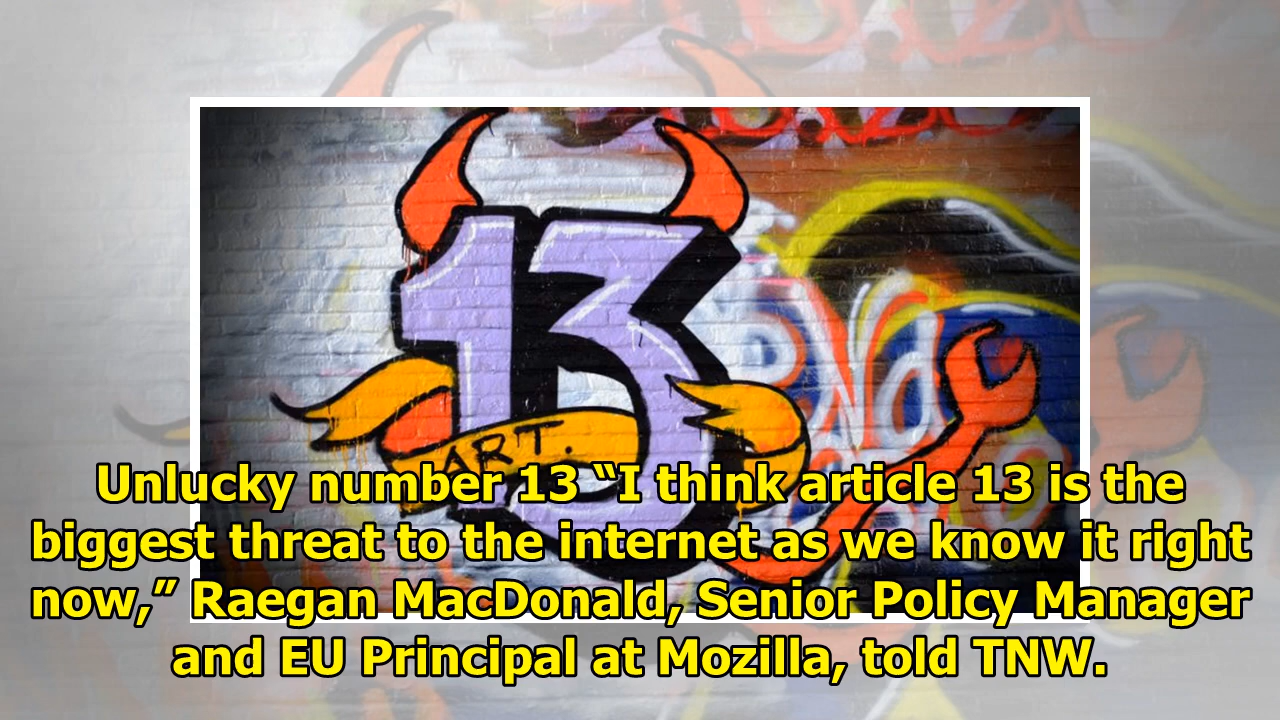 13
ART.
Unlucky number 13 “I think article 13 is the
biggest threat to the internet as we know it right
now,” Raegan MacDonald, Senior Policy Manager
and EU Principal at Mozilla, told TNW.